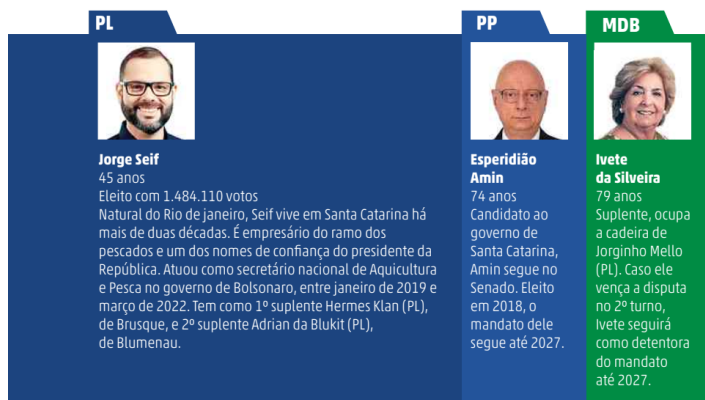 PL
Jorge Seif
45 anos
Eleito com 1.484.110 votos
Natural do Rio de janeiro, Seif vive em Santa Catarina há
mais de duas décadas. É empresário do ramo dos
pescados e um dos nomes de confiança do presidente da
República. Atuou como secretário nacional de Aquicultura
e Pesca no governo de Bolsonaro, entre janeiro de 2019 e
março de 2022. Tem como 1º suplente Hermes Klan (PL),
de Brusque, e 2º suplente Adrian da Blukit (PL),
de Blumenau.
PP
Esperidião
Amin
74 anos
Candidato ao
governo de
Santa Catarina,
Amin segue no
Senado. Eleito
em 2018, o
mandato dele
segue até 2027.
MDB
Ivete
da Silveira
79 anos
Suplente, ocupa
a cadeira de
Jorginho Mello
(PL). Caso ele
vença a disputa
no 2º turno,
Ivete seguirá
como detentora
do mandato
até 2027.